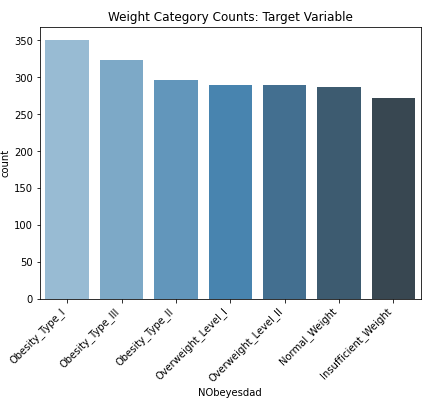 Weight Category Counts: Target Variable
350
300
250
200
150
100
50
0
count
Obesity_Type_I
Obesity_Type_III
Obesity_Type_II
Overweight_Level_I
Overweight_Level_II
Normal_Weight
Insufficient_Weight
NObeyesdad